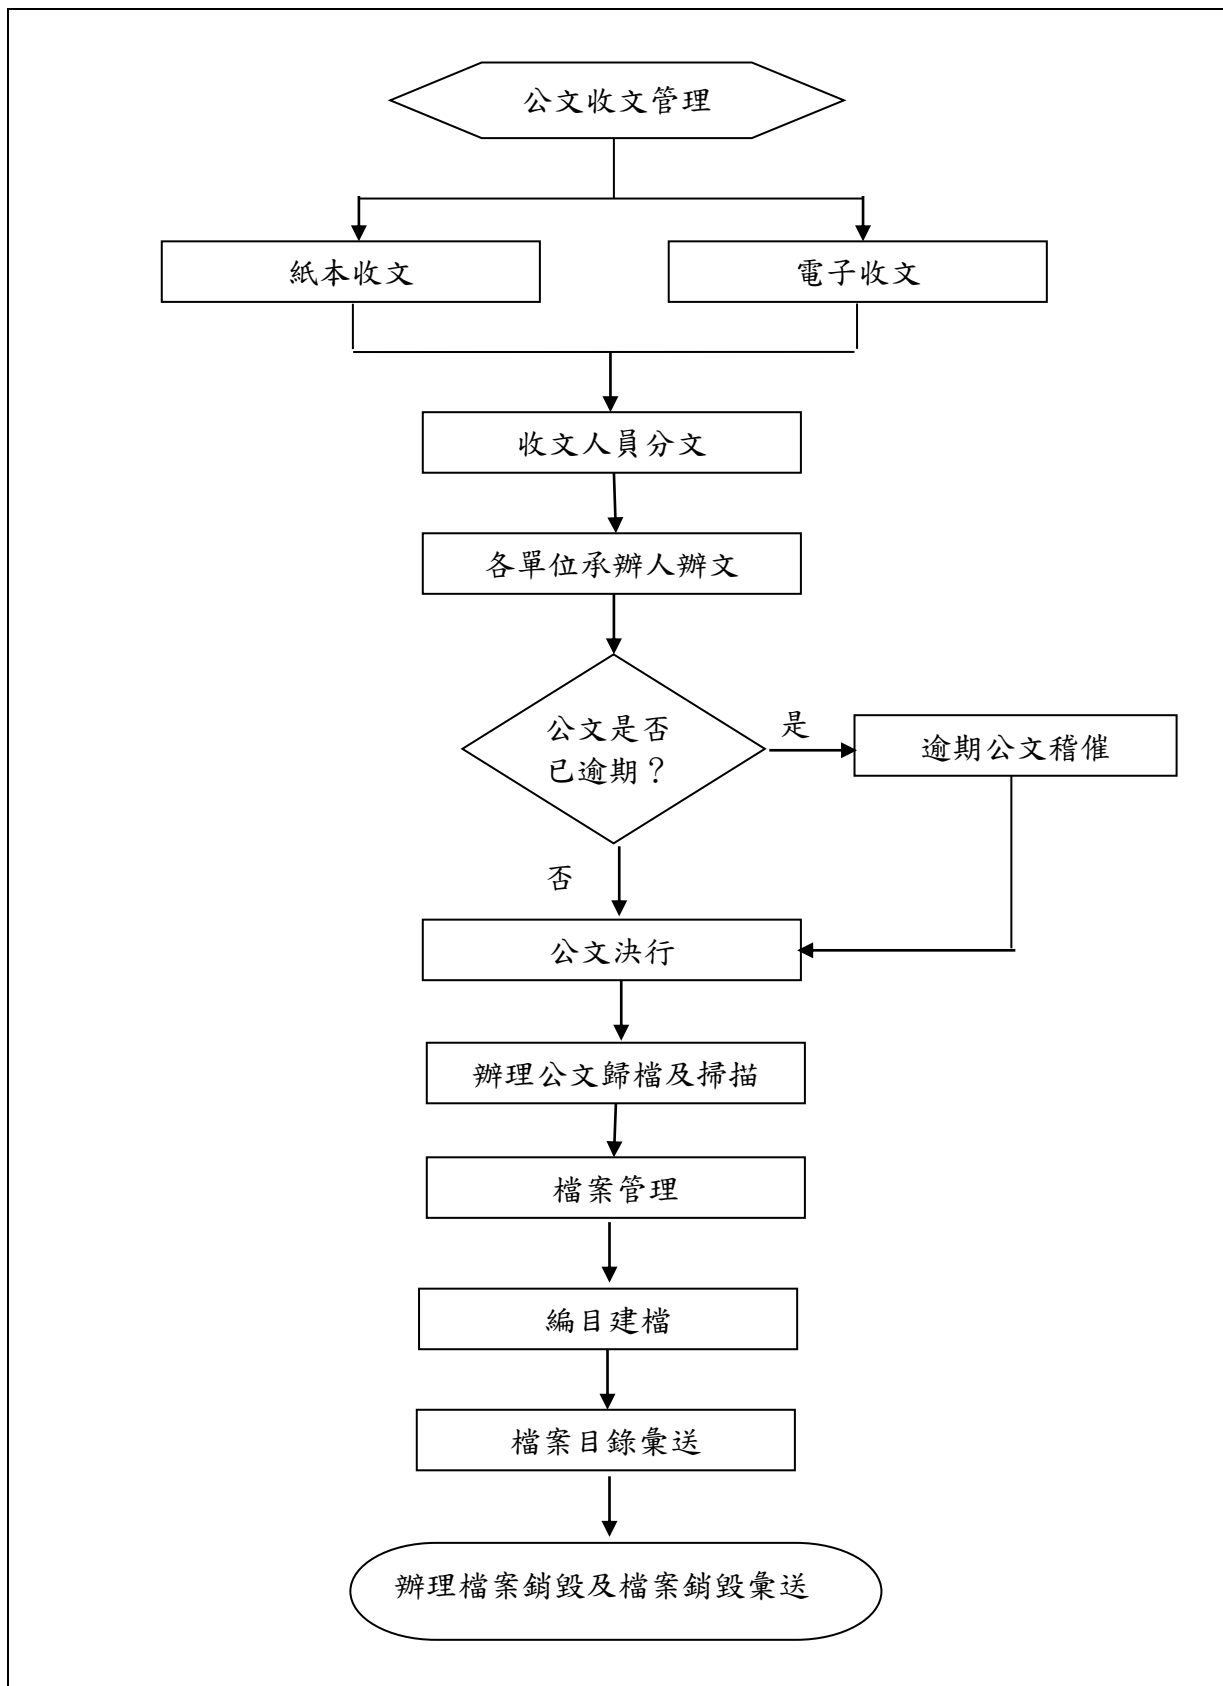 公文收文管理
紙本收文
電子收文
收文人員分文
各單位承辦人辦文
公文是否
已逾期？
是
逾期公文稽催
否
公文決行
辦理公文歸檔及掃描
檔案管理
編目建檔
檔案目錄彙送
辦理檔案銷毀及檔案銷毀彙送